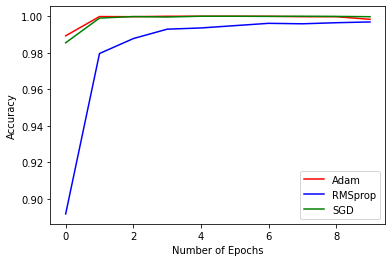 1.00
0.98
0.96
0.94
0.92
0.90
Accuracy
Adam
RMSprop
SGD
0 2 4 6 8
Number of Epochs